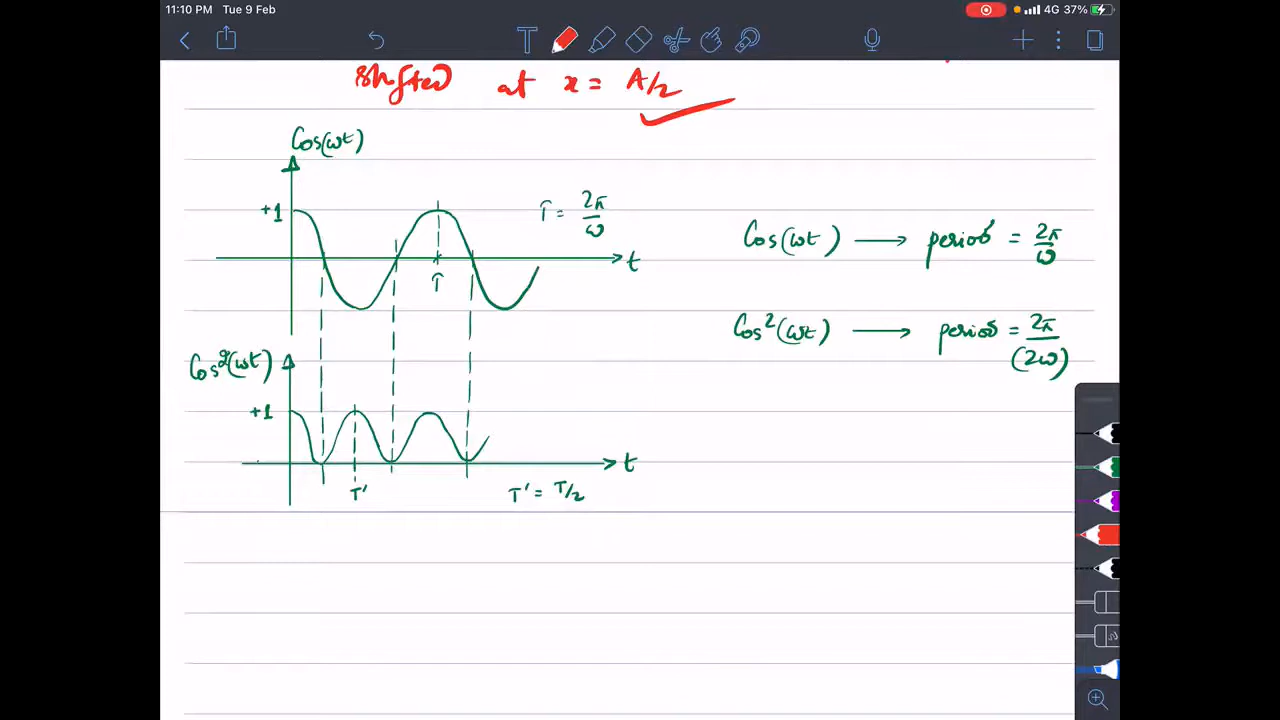 11:10 PM Tue 9 Feb 4G 37%
shifted at x = A/2
Cos(ωt)
+1
T = 2π/ω
t
T
Cos(ωt) → period = 2π/ω
Cos²(ωt) → period = 2π/(2ω)
Cos²(ωt)
+1
t
T'
T' = T/2